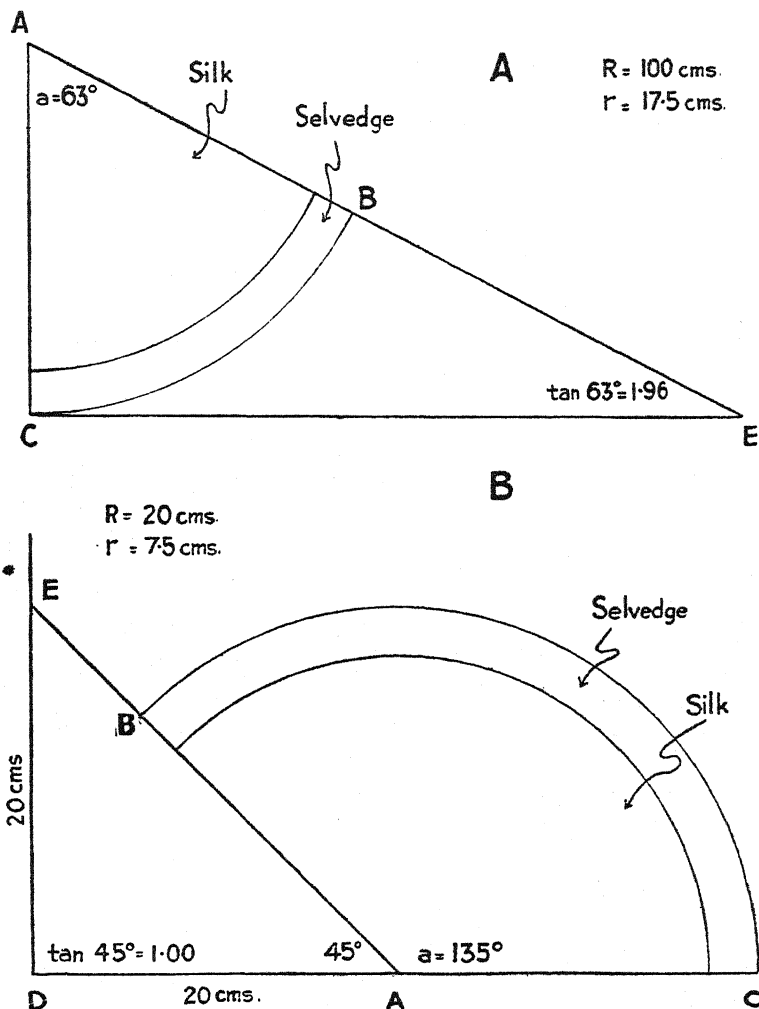 A
A
Silk
R = 100 cms.
r = 17·5 cms.
a=63°
Selvedge
B
tan 63°=1·96
C
E
B
R = 20 cms.
r = 7·5 cms.
E
Selvedge
B
Silk
20 cms
tan 45°=1·00
45°
a=135°
D
20 cms.
A
C